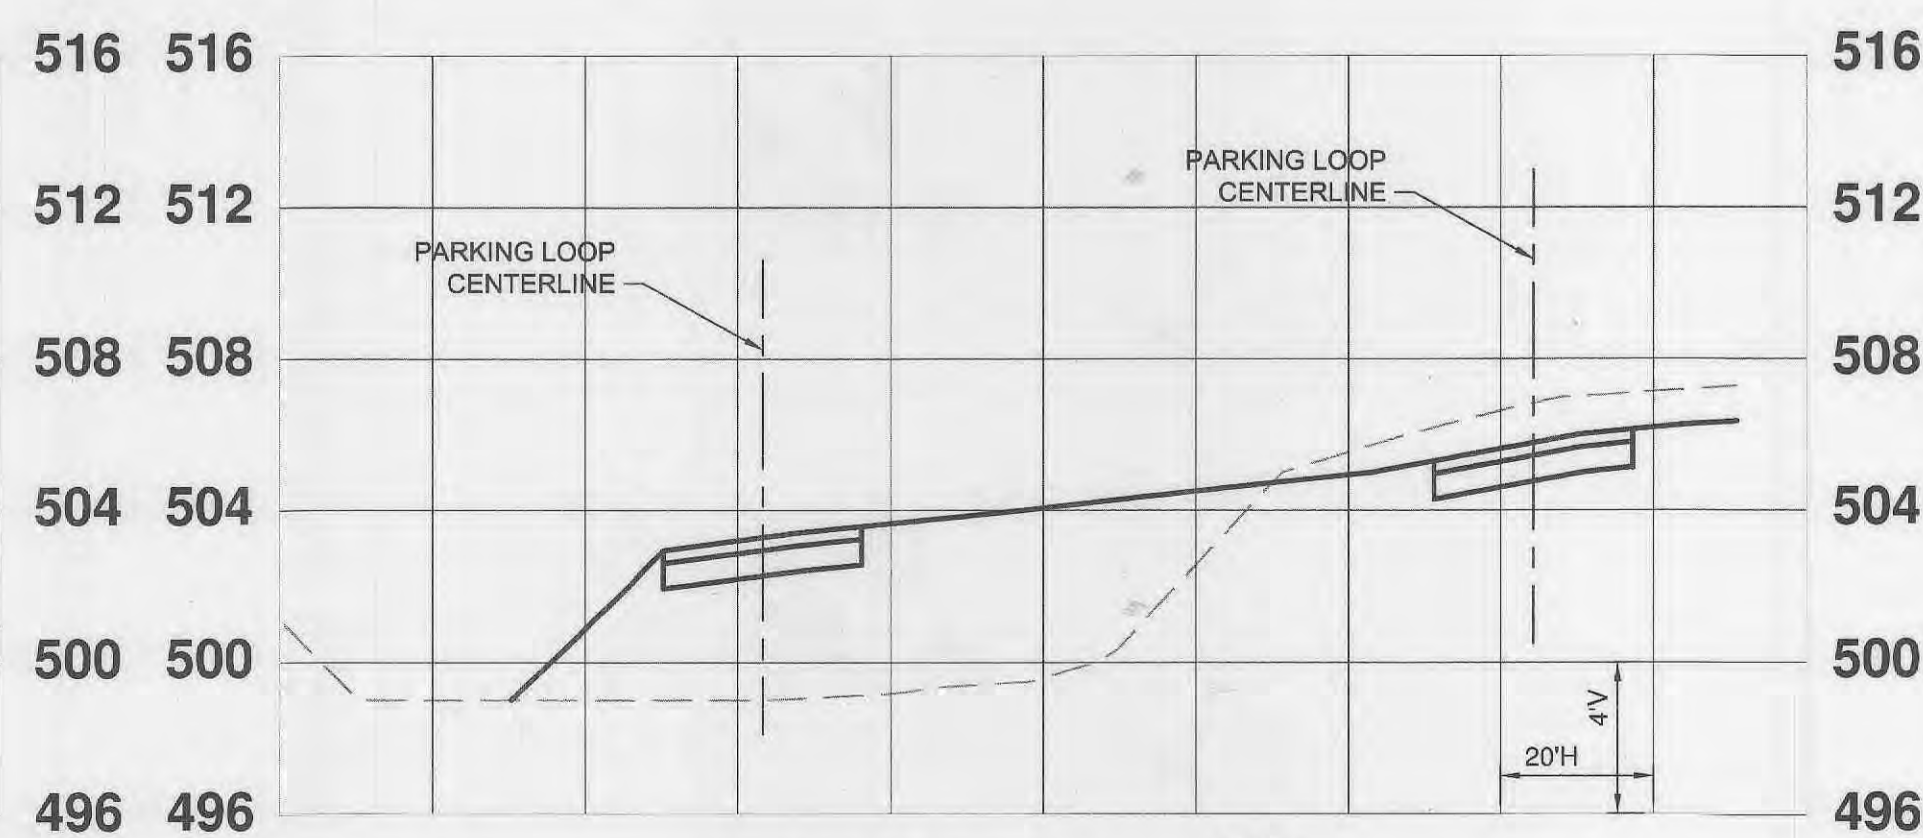 516 516 516
PARKING LOOP
CENTERLINE
512 512 512
PARKING LOOP
CENTERLINE
508 508 508
504 504 504
500 500 500
4'V
20'H
496 496 496